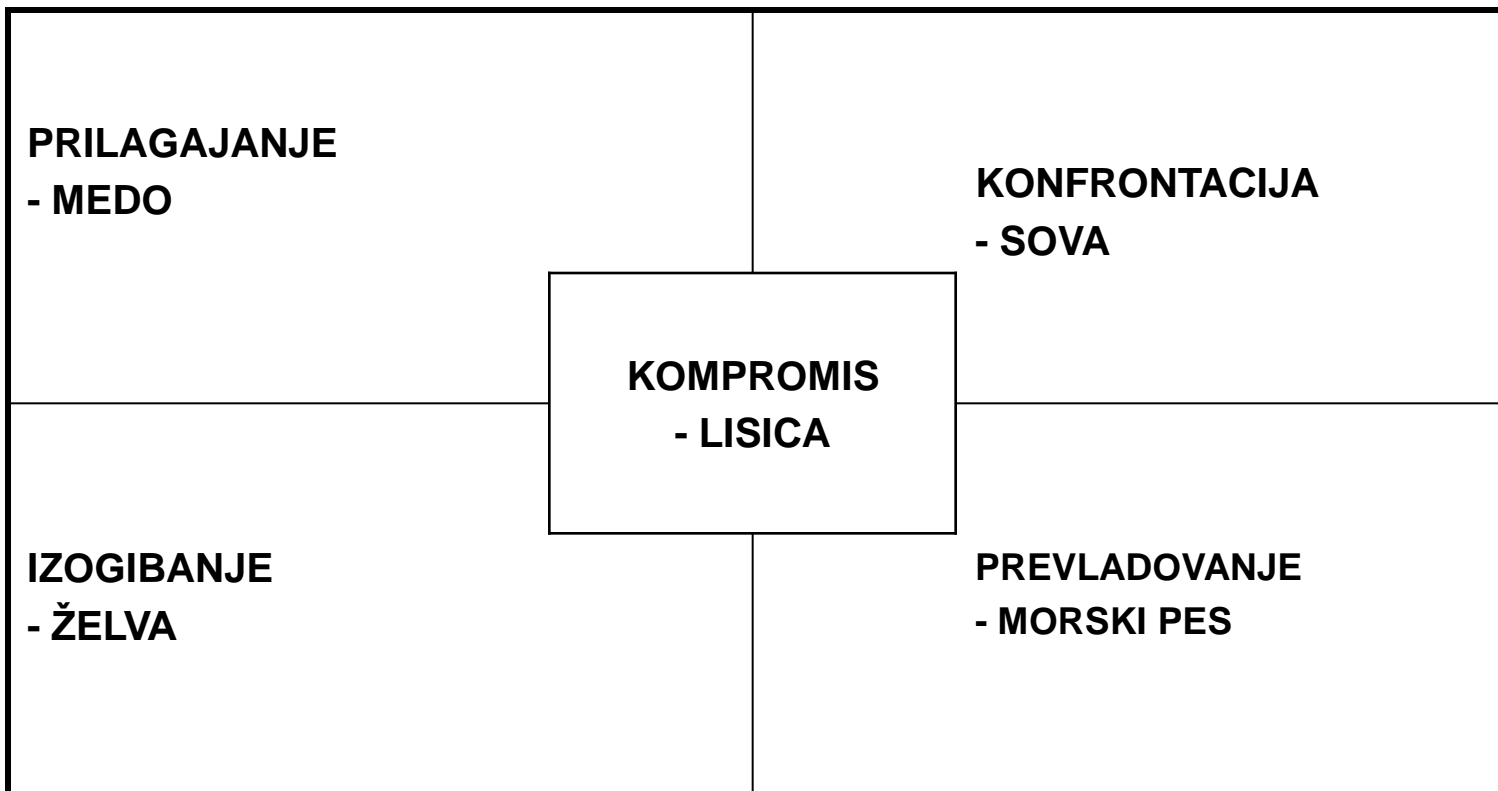 PRILAGAJANJE
- MEDO
KONFRONTACIJA
- SOVA
KOMPROMIS
- LISICA
IZOGIBANJE
- ŽELVA
PREVLADOVANJE
- MORSKI PES